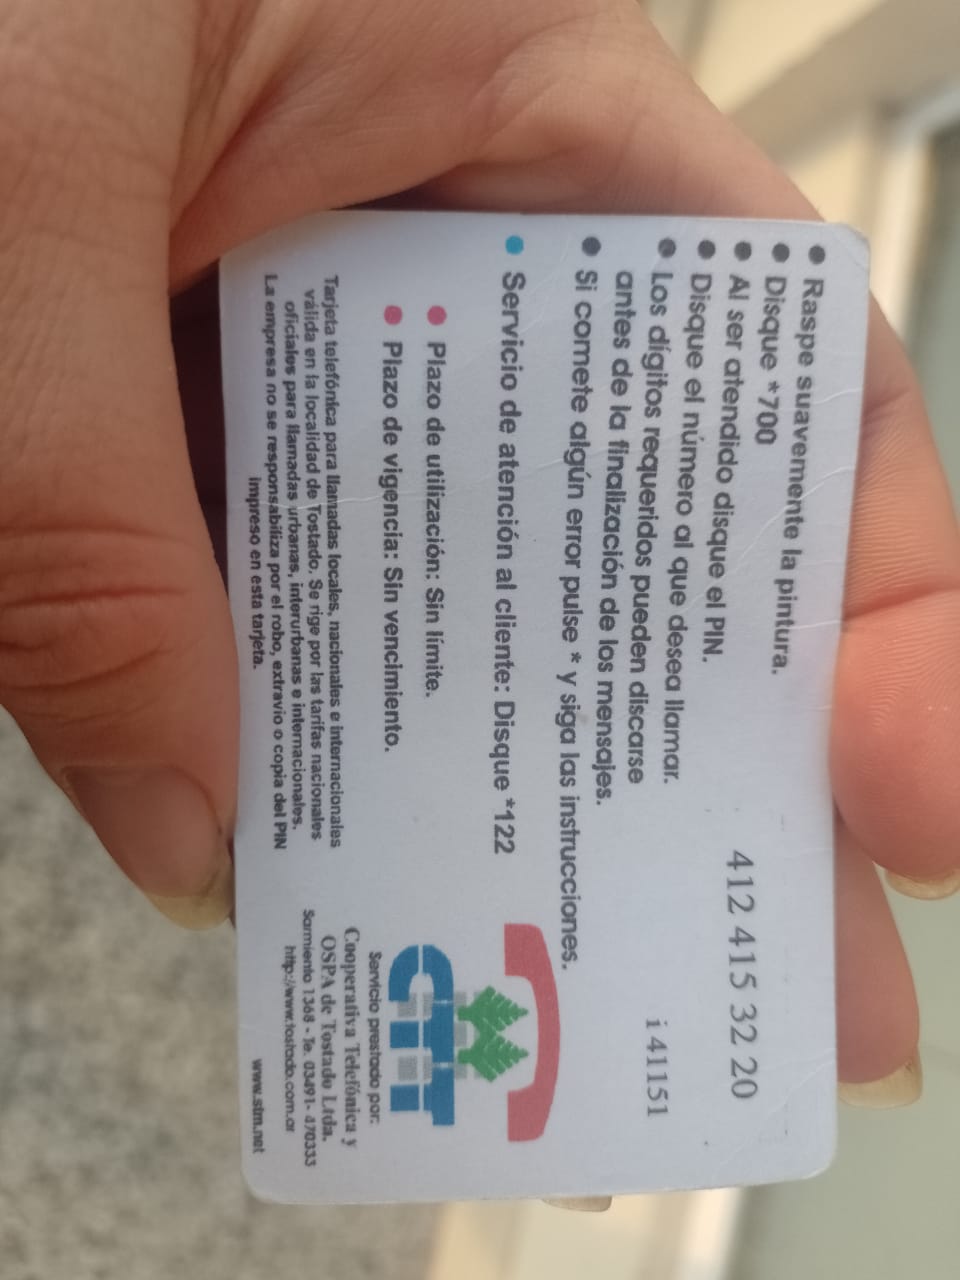 Raspe suavemente la pintura.
Disque *700
Al ser atendido disque el PIN.
Disque el número al que desea llamar.
Los dígitos requeridos pueden discarse
antes de la finalización de los mensajes.
Si comete algún error pulse * y siga las instrucciones.
412 415 32 20
i 41151
Servicio de atención al cliente: Disque *122
Plazo de utilización: Sin límite.
Plazo de vigencia: Sin vencimiento.
Tarjeta telefónica para llamadas locales, nacionales e internacionales
válida en la localidad de Tostado. Se rige por las tarifas nacionales
oficiales para llamadas urbanas, interurbanas e internacionales.
La empresa no se responsabiliza por el robo, extravio o copia del PIN
impreso en esta tarjeta.
CTT
Servicio prestado por:
Cooperativa Telefónica y
OSPA de Tostado Ltda.
Sarmiento 1368 - Te. 03491- 470333
http://www.tostado.com.ar
www.stm.net